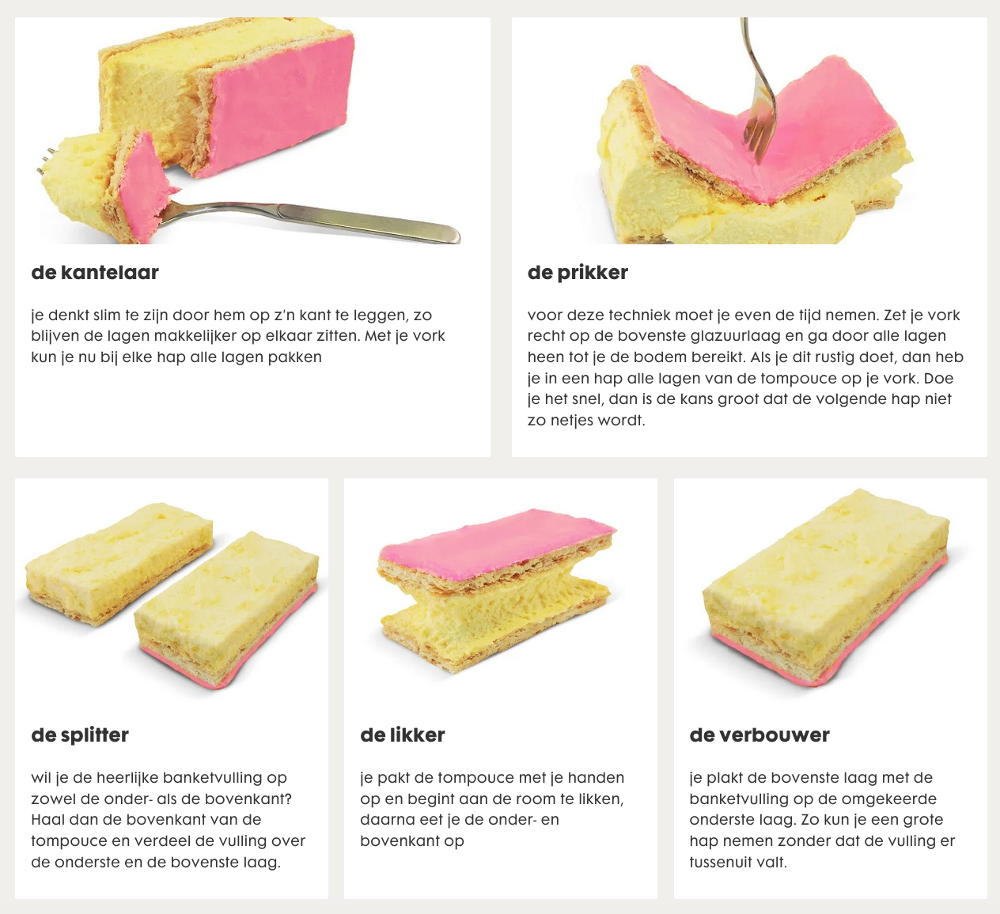 de kantelaar
je denkt slim te zijn door hem op z'n kant te leggen, zo
blijven de lagen makkelijker op elkaar zitten. Met je vork
kun je nu bij elke hap alle lagen pakken
de prikker
voor deze techniek moet je even de tijd nemen. Zet je vork
recht op de bovenste glazuurlaag en ga door alle lagen
heen tot je de bodem bereikt. Als je dit rustig doet, dan heb
je in een hap alle lagen van de tompouce op je vork. Doe
je het snel, dan is de kans groot dat de volgende hap niet
zo netjes wordt.
de splitter
wil je de heerlijke banketvulling op
zowel de onder- als de bovenkant?
Haal dan de bovenkant van de
tompouce en verdeel de vulling over
de onderste en de bovenste laag.
de likker
je pakt de tompouce met je handen
op en begint aan de room te likken,
daarna eet je de onder- en
bovenkant op
de verbouwer
je plakt de bovenste laag met de
banketvulling op de omgekeerde
onderste laag. Zo kun je een grote
hap nemen zonder dat de vulling er
tussenuit valt.